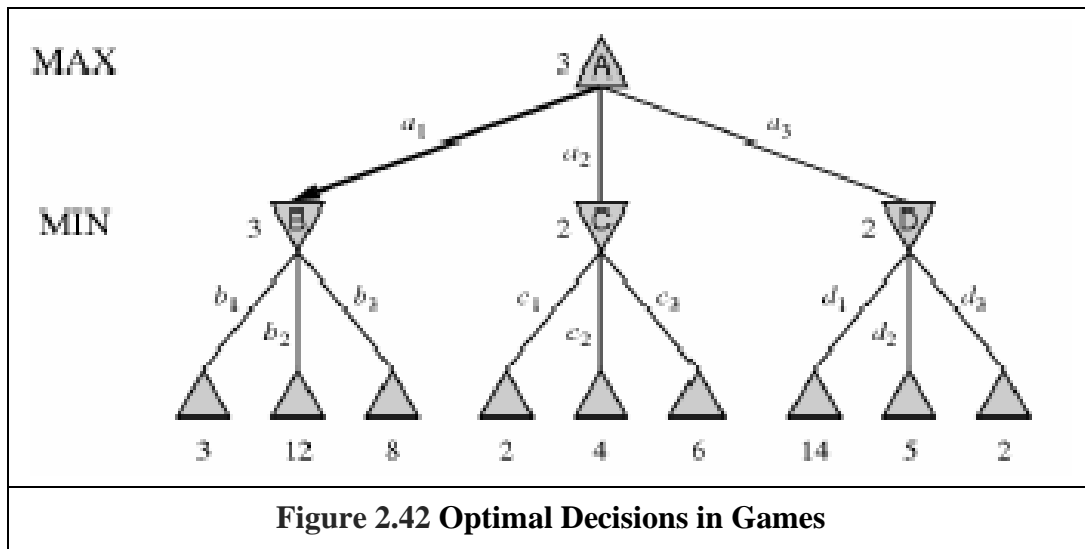 MAX
3 A
a1
a2
a3
MIN
3 B
2 C
2 D
b1
b2
b3
c1
c2
c3
d1
d2
d3
3 12 8 2 4 6 14 5 2
Figure 2.42 Optimal Decisions in Games